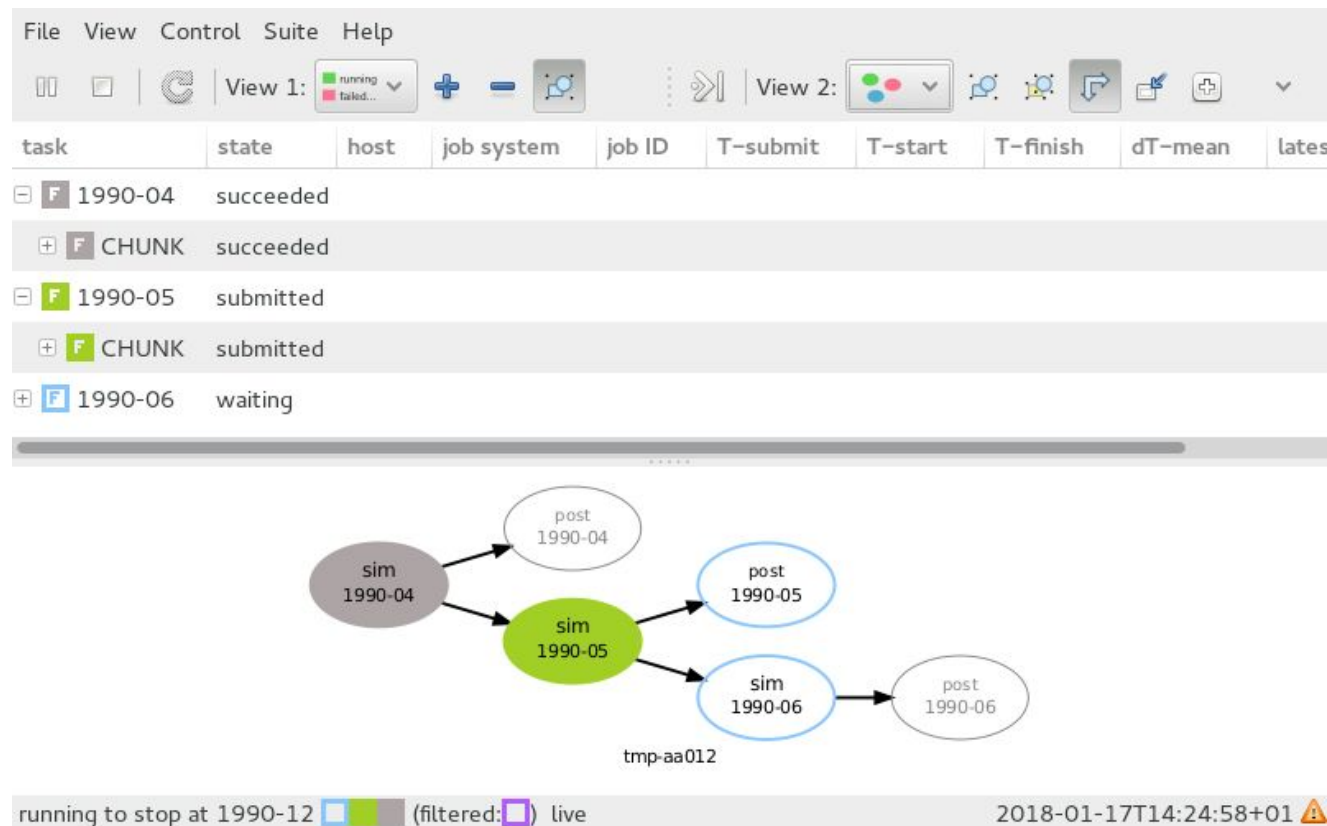 File View Control Suite Help
View 1: running failed... View 2:
task state host job system job ID T-submit T-start T-finish dT-mean lates
F 1990-04 succeeded
F CHUNK succeeded
F 1990-05 submitted
F CHUNK submitted
F 1990-06 waiting
post
1990-04
sim
1990-04
post
1990-05
sim
1990-05
sim
1990-06
post
1990-06
tmp-aa012
running to stop at 1990-12 (filtered: ) live 2018-01-17T14:24:58+01